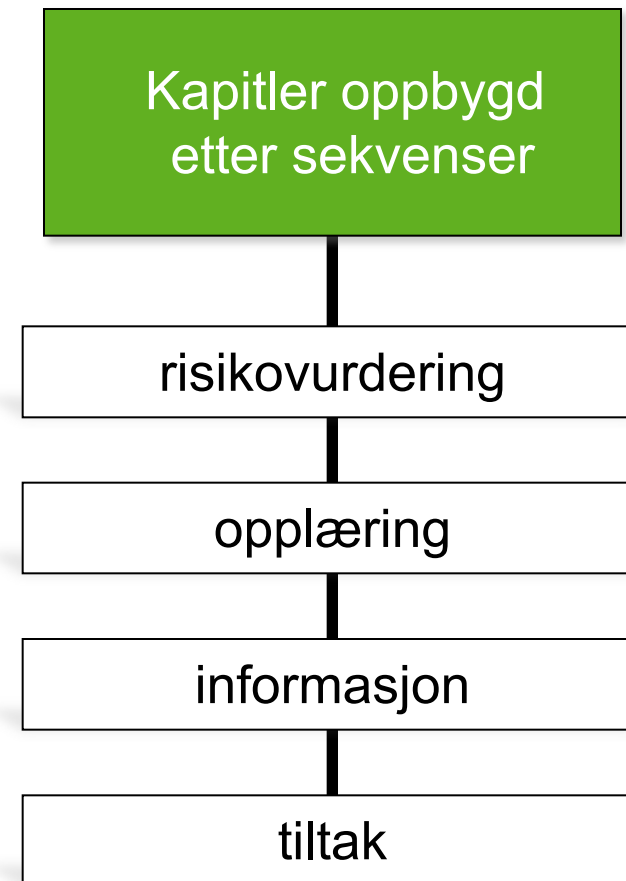 Kapitler oppbygd
etter sekvenser
risikovurdering
opplæring
informasjon
tiltak